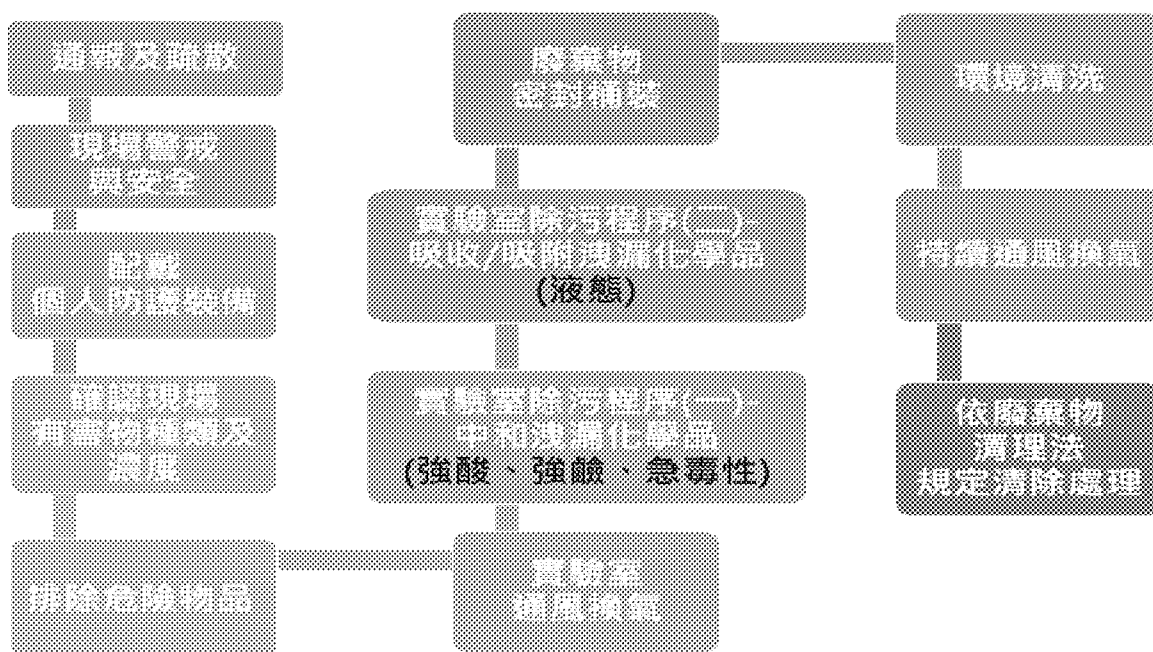 通報及疏散
現場警戒
與安全
配戴
個人防護裝備
確認現場
有害物種類及
濃度
排除危險物品
實驗室
通風換氣
實驗室除污程序(一)-
中和洩漏化學品
(強酸、強鹼、急毒性)
實驗室除污程序(二)-
吸收/吸附洩漏化學品
(液態)
廢棄物
密封桶裝
環境清洗
持續通風換氣
依廢棄物
清理法
規定清除處理